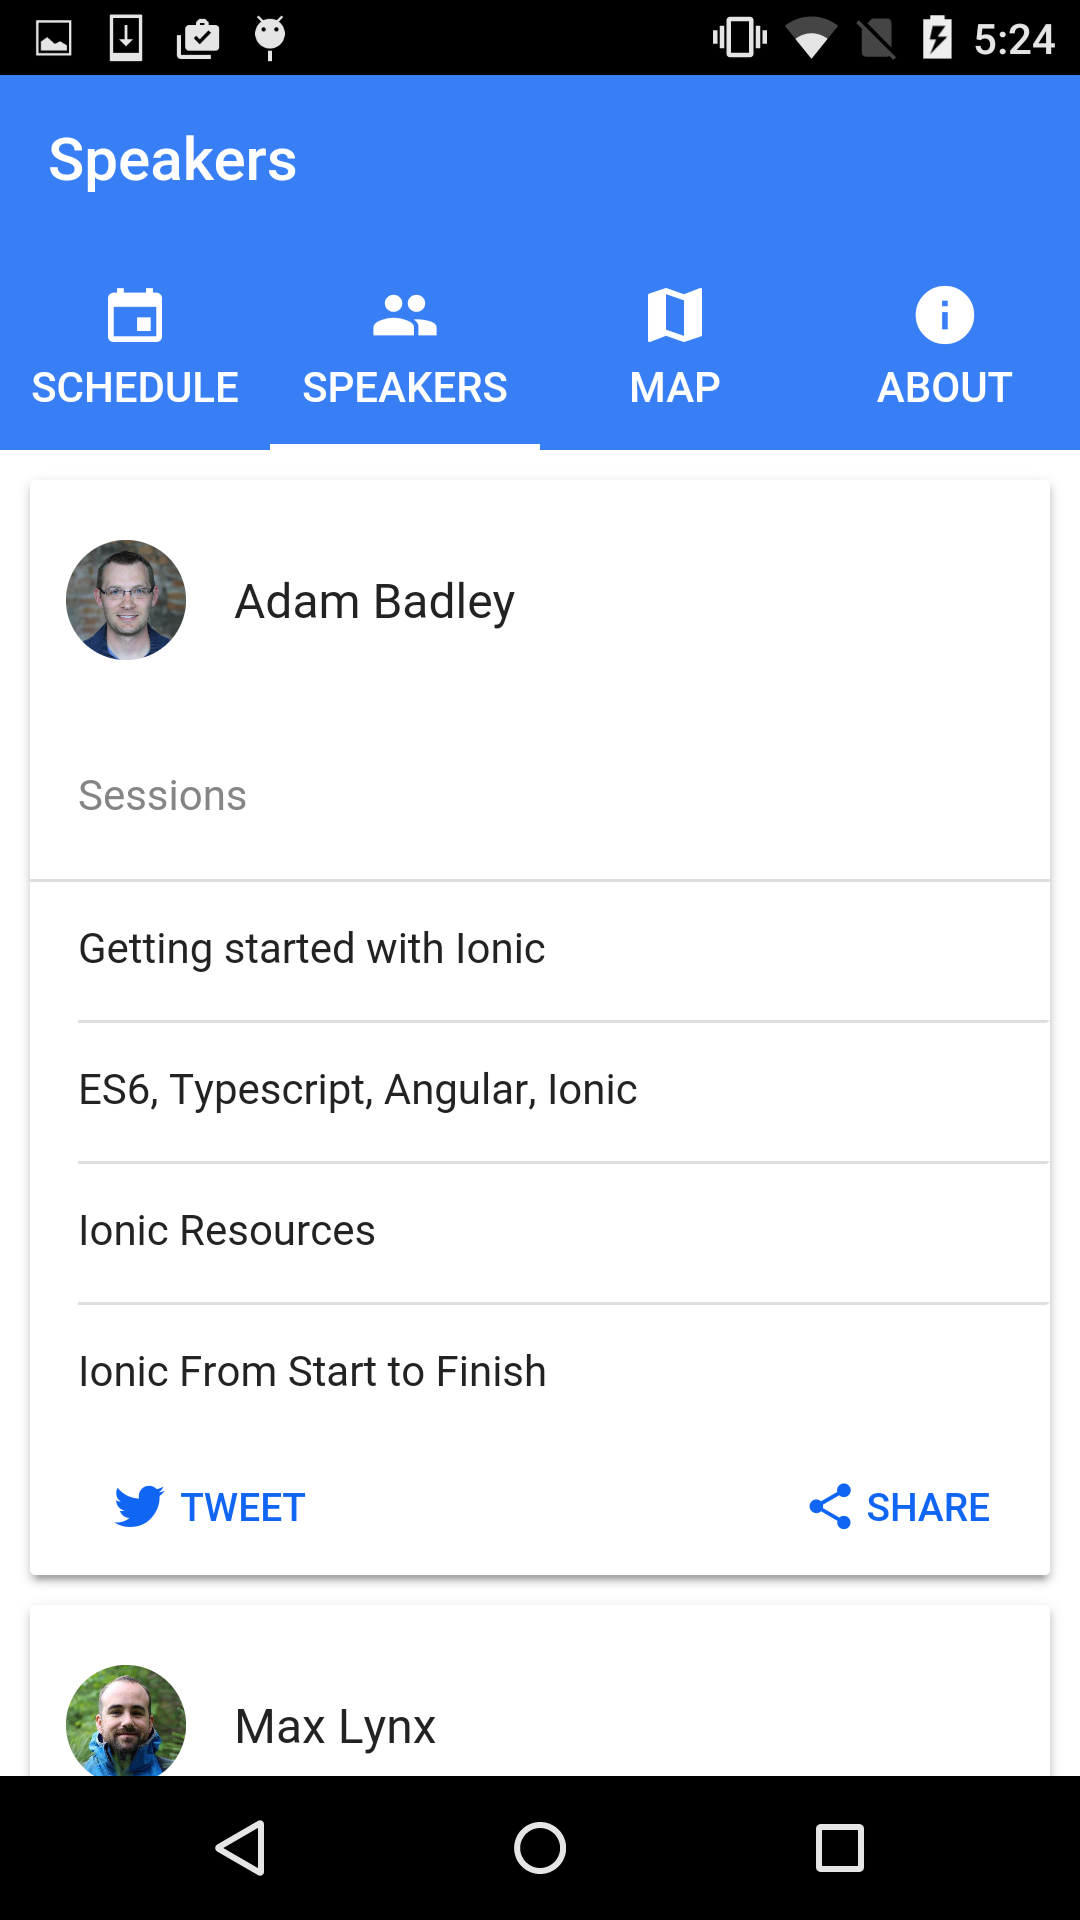 5:24
Speakers
SCHEDULE SPEAKERS MAP ABOUT
Adam Badley
Sessions
Getting started with Ionic
ES6, Typescript, Angular, Ionic
Ionic Resources
Ionic From Start to Finish
TWEET SHARE
Max Lynx